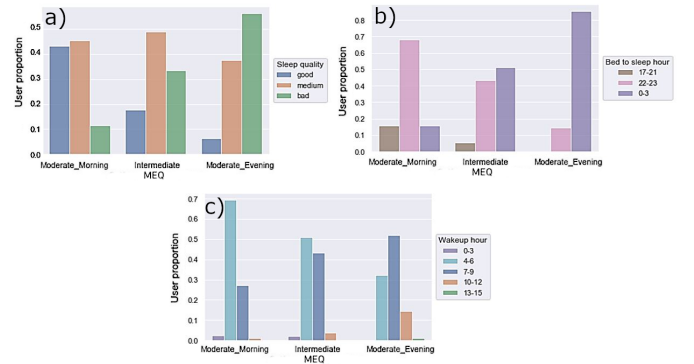 a)
User proportion
0.5
0.4
0.3
0.2
0.1
0.0
Moderate_Morning Intermediate Moderate_Evening
MEQ
Sleep quality
good
medium
bad
b)
User proportion
0.8
0.7
0.6
0.5
0.4
0.3
0.2
0.1
0.0
Moderate_Morning Intermediate Moderate_Evening
MEQ
Bed to sleep hour
17-21
22-23
0-3
c)
User proportion
0.7
0.6
0.5
0.4
0.3
0.2
0.1
0.0
Moderate_Morning Intermediate Moderate_Evening
MEQ
Wakeup hour
0-3
4-6
7-9
10-12
13-15